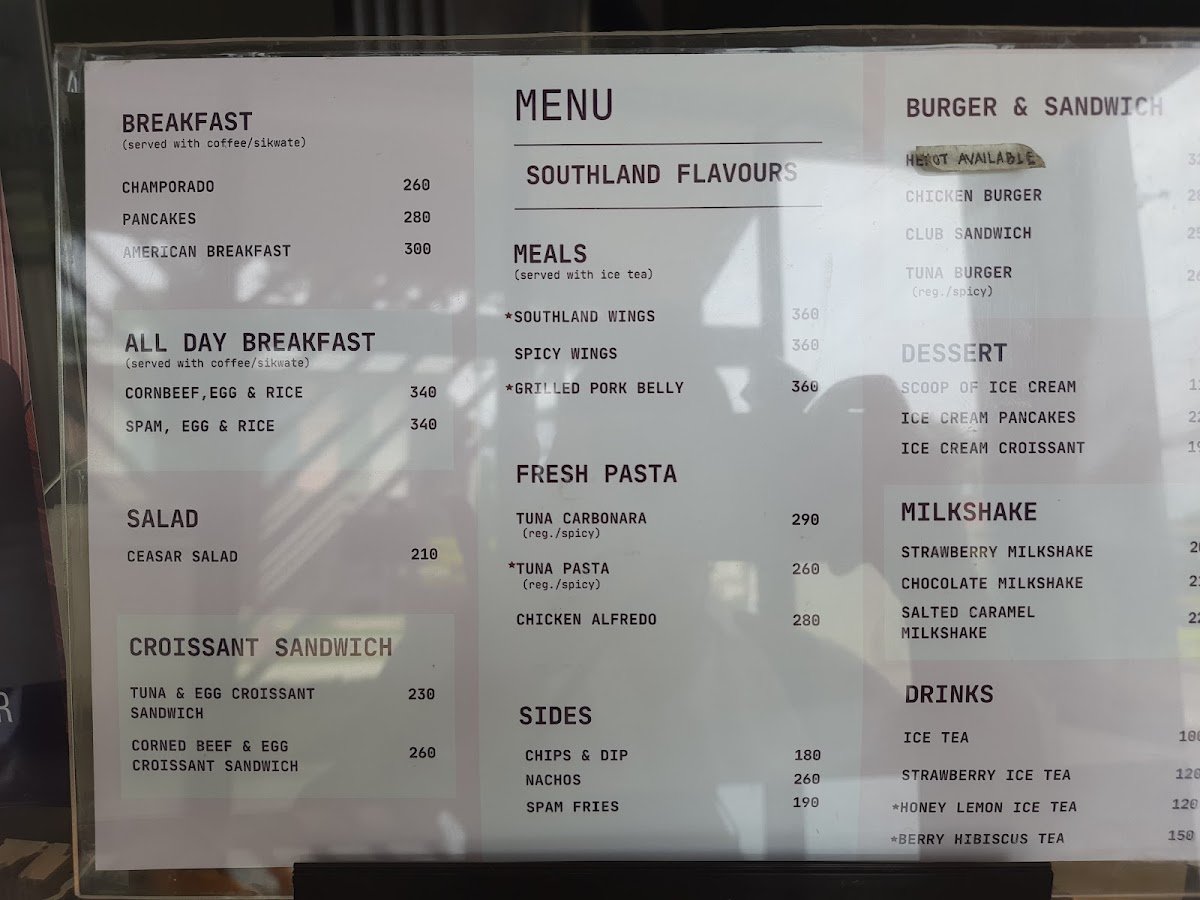 BREAKFAST
(served with coffee/sikwate)
CHAMPORADO 260
PANCAKES 280
AMERICAN BREAKFAST 300
ALL DAY BREAKFAST
(served with coffee/sikwate)
CORNBEEF,EGG & RICE 340
SPAM, EGG & RICE 340
SALAD
CEASAR SALAD 210
CROISSANT SANDWICH
TUNA & EGG CROISSANT 230
SANDWICH
CORNED BEEF & EGG 260
CROISSANT SANDWICH
MENU
SOUTHLAND FLAVOURS
MEALS
(served with ice tea)
*SOUTHLAND WINGS 360
SPICY WINGS 360
*GRILLED PORK BELLY 360
FRESH PASTA
TUNA CARBONARA 290
(reg./spicy)
*TUNA PASTA 260
(reg./spicy)
CHICKEN ALFREDO 280
SIDES
CHIPS & DIP 180
NACHOS 260
SPAM FRIES 190
BURGER & SANDWICH
AVAILABLE
CHICKEN BURGER
CLUB SANDWICH
TUNA BURGER
(reg./spicy)
DESSERT
SCOOP OF ICE CREAM
ICE CREAM PANCAKES
ICE CREAM CROISSANT
MILKSHAKE
STRAWBERRY MILKSHAKE
CHOCOLATE MILKSHAKE
SALTED CARAMEL
MILKSHAKE
DRINKS
ICE TEA 100
STRAWBERRY ICE TEA 120
*HONEY LEMON ICE TEA 120
*BERRY HIBISCUS TEA 150